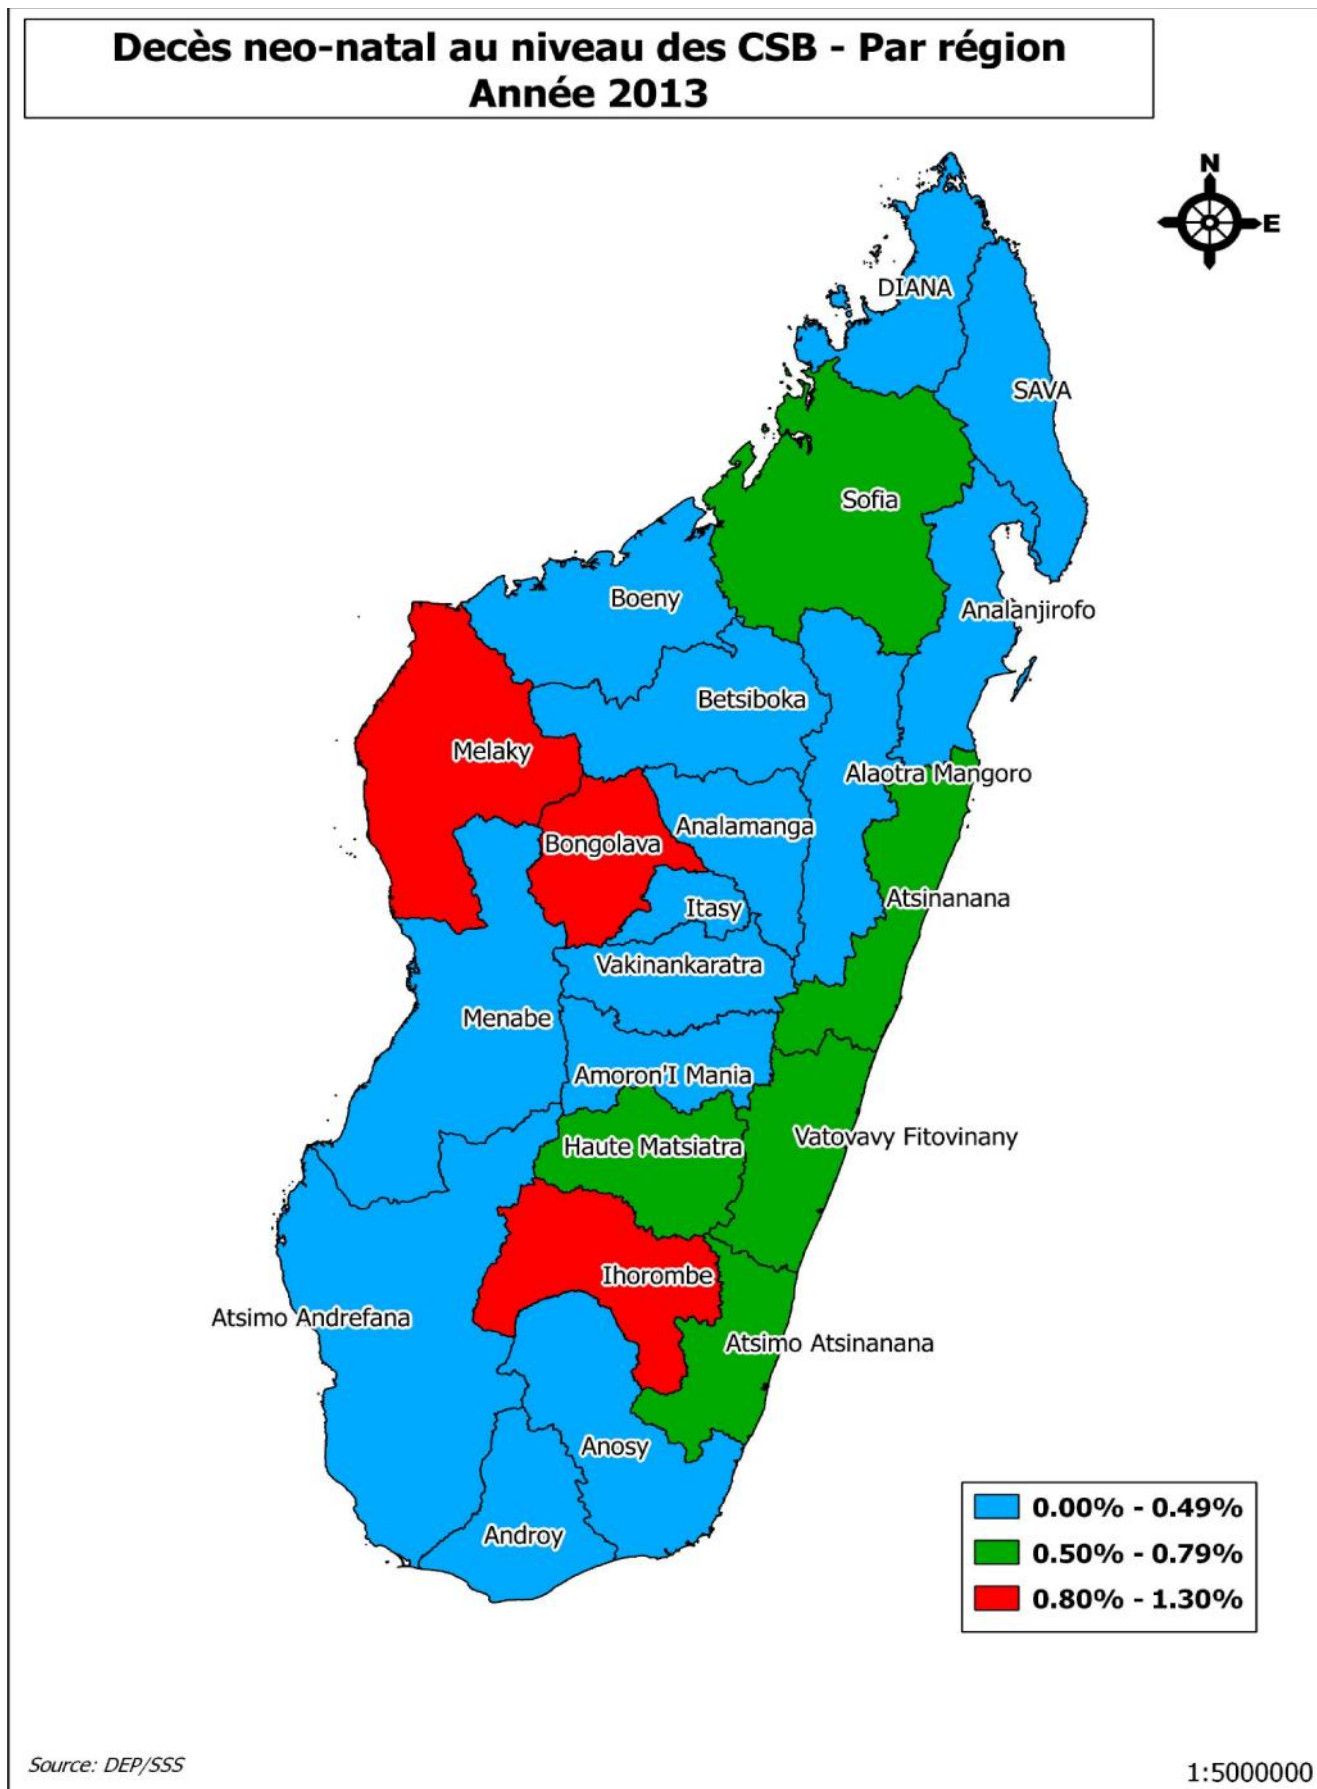 Decès neo-natal au niveau des CSB - Par région
Année 2013
N
E
DIANA
SAVA
Sofia
Boeny
Analanjirofo
Betsiboka
Melaky
Alaotra Mangoro
Analamanga
Bongolava
Atsinanana
Itasy
Vakinankaratra
Menabe
Amoron'I Mania
Vatovavy Fitovinany
Haute Matsiatra
Ihorombe
Atsimo Andrefana
Atsimo Atsinanana
Anosy
Androy
0.00% - 0.49%
0.50% - 0.79%
0.80% - 1.30%
Source: DEP/SSS
1:5000000